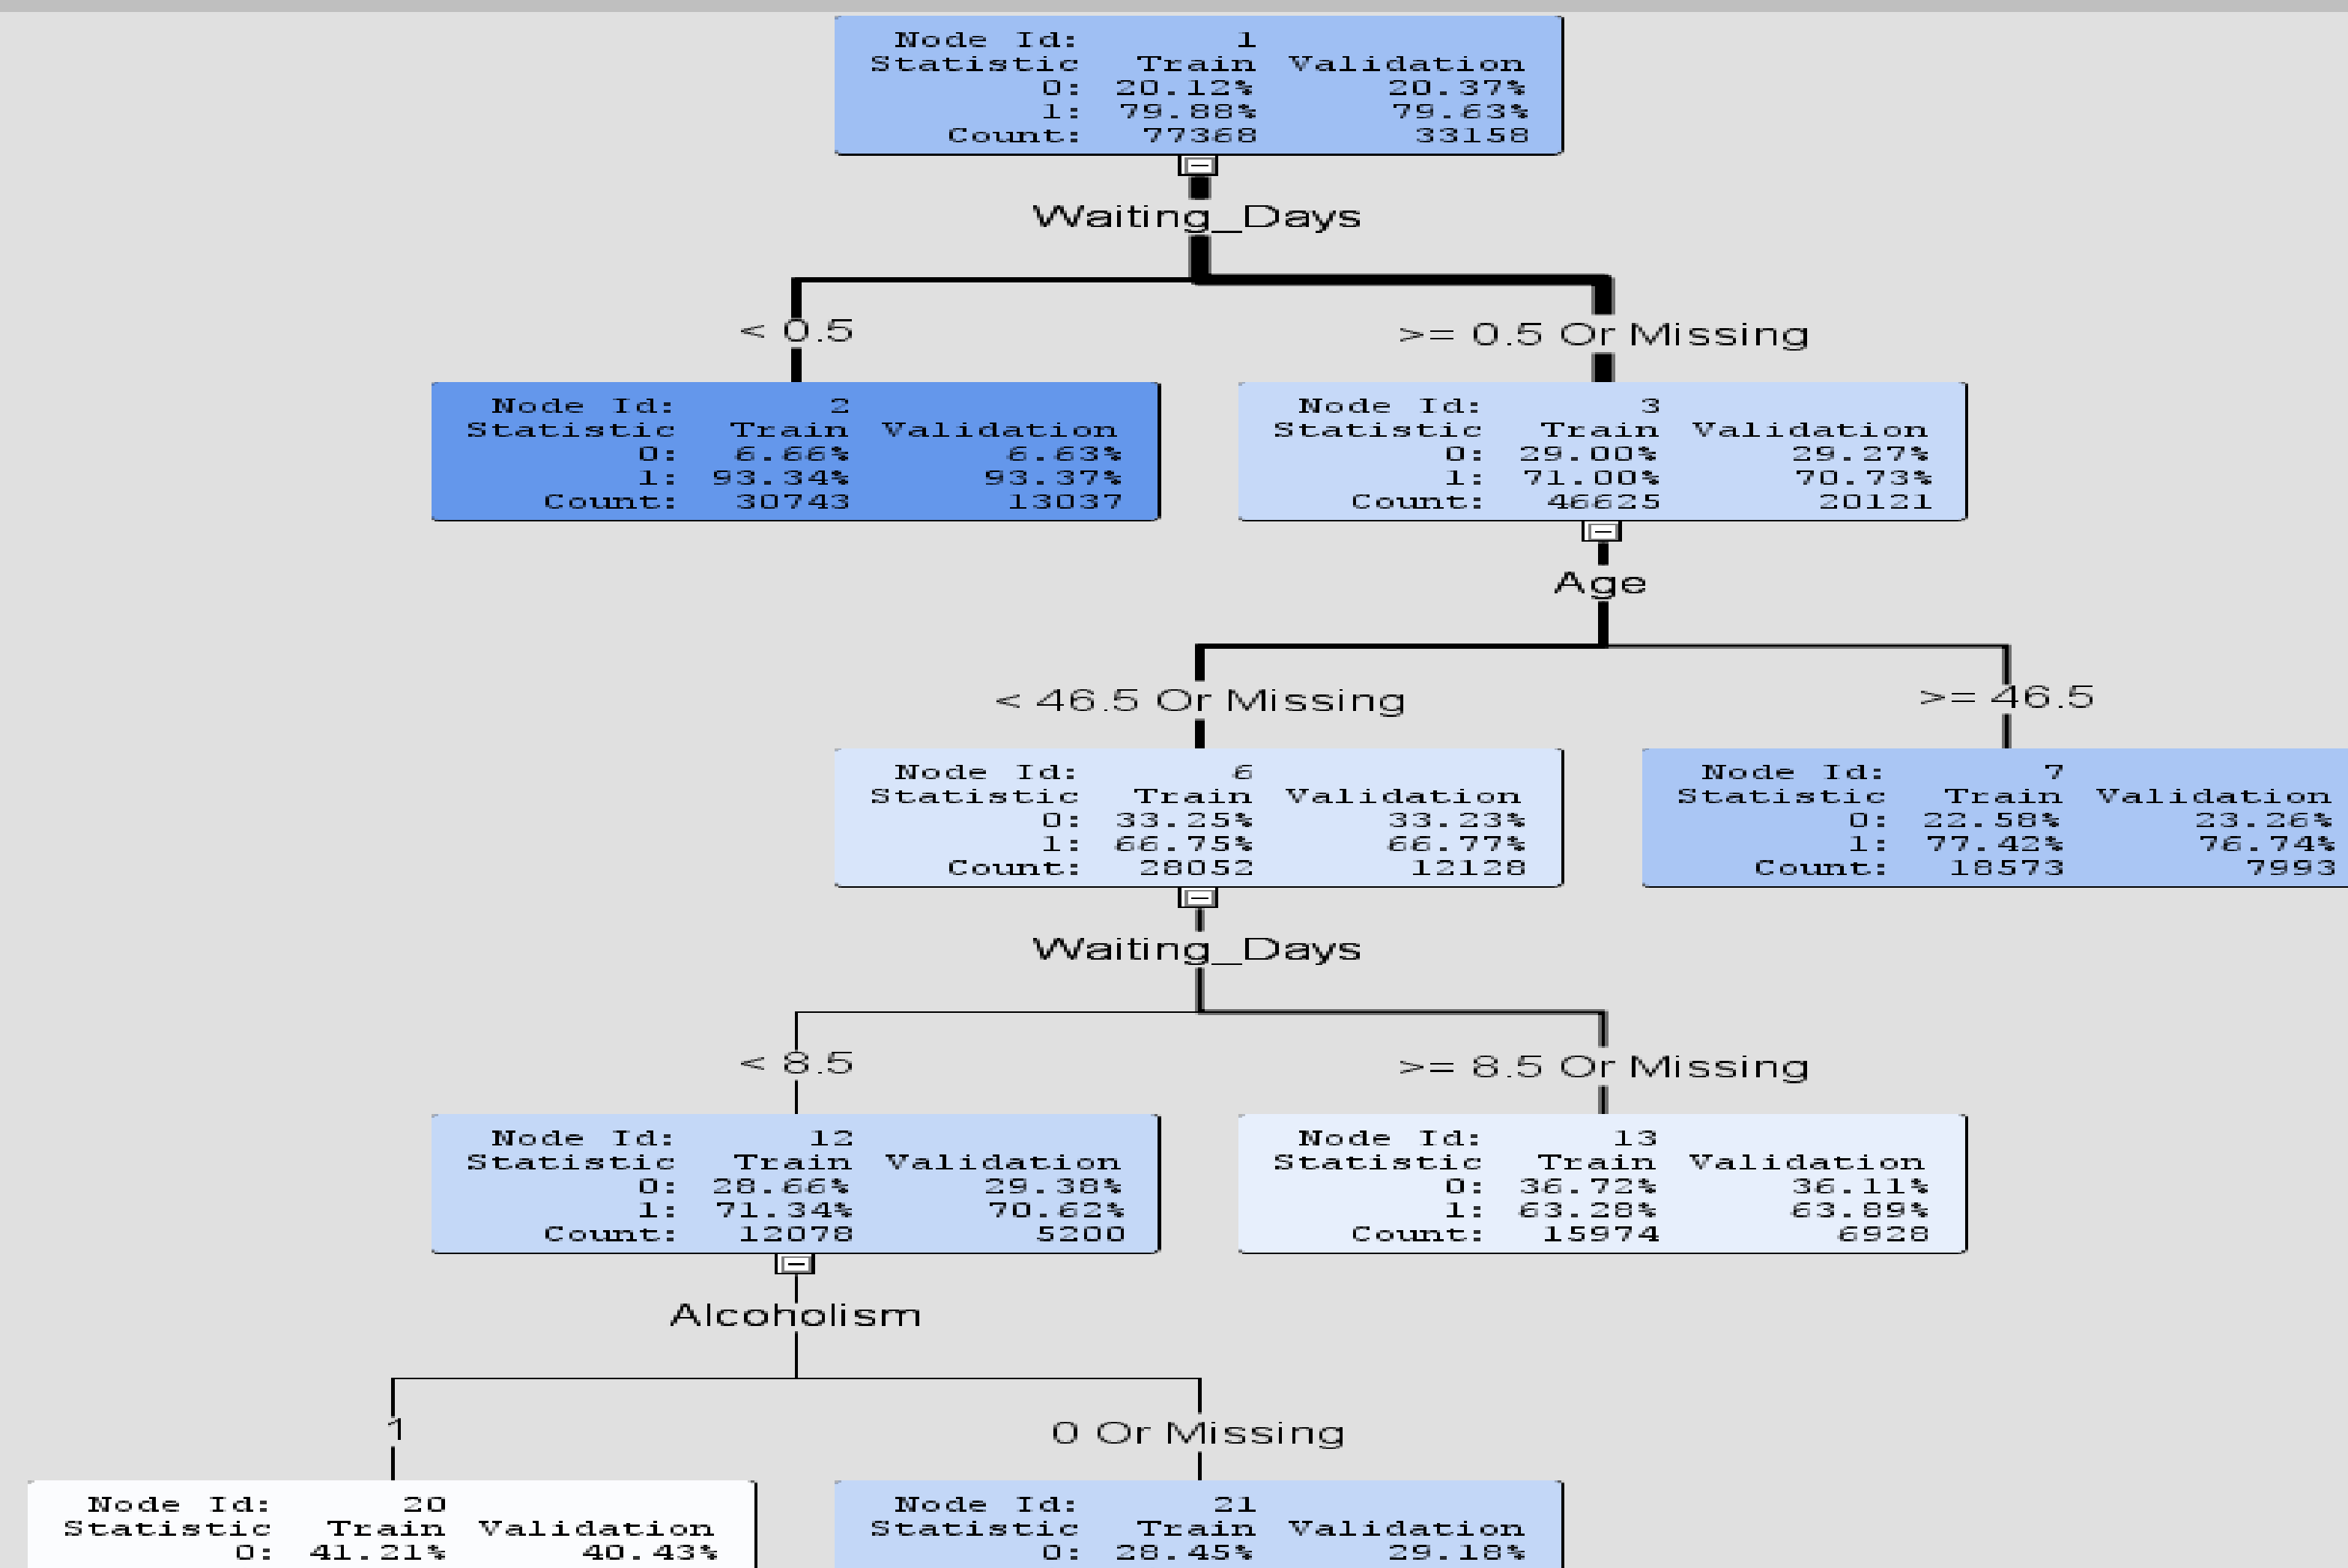 Node Id: 1
Statistic Train Validation
0: 20.12% 20.37%
1: 79.88% 79.63%
Count: 77368 33158
Waiting_Days
< 0.5
>= 0.5 Or Missing
Node Id: 2
Statistic Train Validation
0: 6.66% 6.63%
1: 93.34% 93.37%
Count: 30743 13037
Node Id: 3
Statistic Train Validation
0: 29.00% 29.27%
1: 71.00% 70.73%
Count: 46625 20121
Age
< 46.5 Or Missing
>= 46.5
Node Id: 6
Statistic Train Validation
0: 33.25% 33.23%
1: 66.75% 66.77%
Count: 28052 12128
Node Id: 7
Statistic Train Validation
0: 22.58% 23.26%
1: 77.42% 76.74%
Count: 18573 7993
Waiting_Days
< 8.5
>= 8.5 Or Missing
Node Id: 12
Statistic Train Validation
0: 28.66% 29.38%
1: 71.34% 70.62%
Count: 12078 5200
Node Id: 13
Statistic Train Validation
0: 36.72% 36.11%
1: 63.28% 63.89%
Count: 15974 6928
Alcoholism
1
0 Or Missing
Node Id: 20
Statistic Train Validation
0: 41.21% 40.43%
Node Id: 21
Statistic Train Validation
0: 28.45% 29.18%